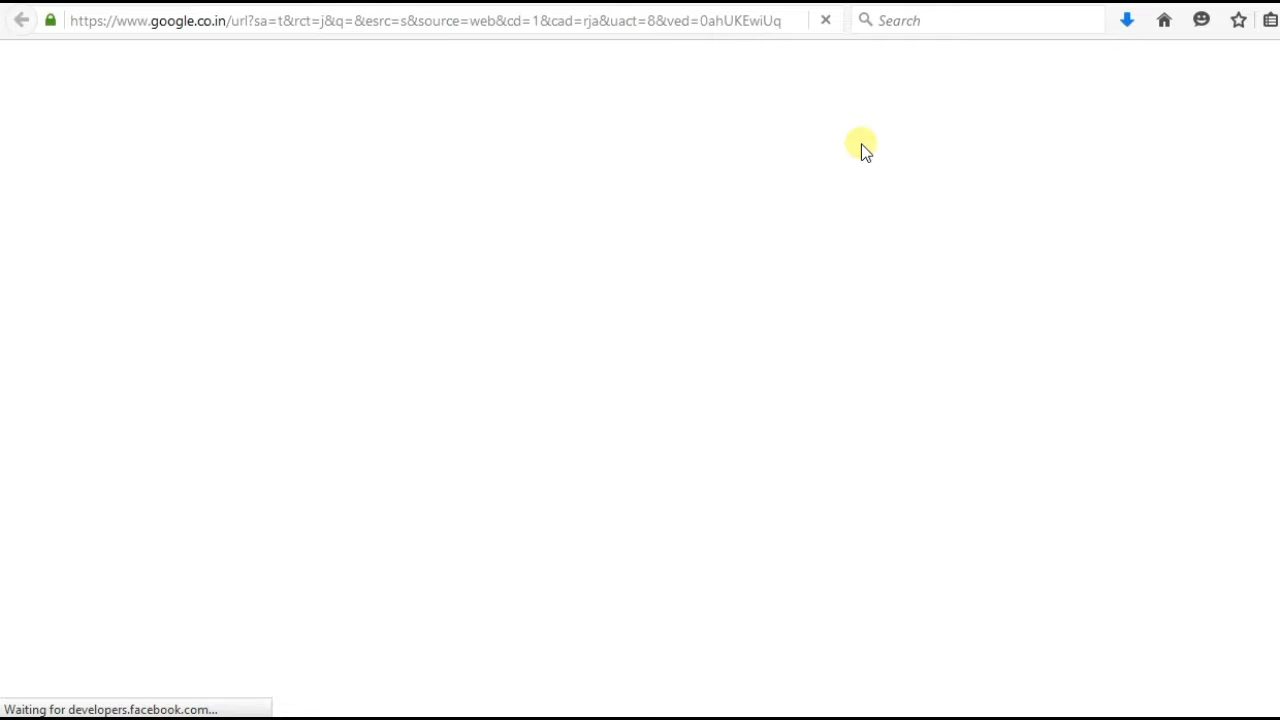 https://www.google.co.in/url?sa=t&rct=j&q=&esrc=s&source=web&cd=1&cad=rja&uact=8&ved=0ahUKEwiUq
Search
Waiting for developers.facebook.com...